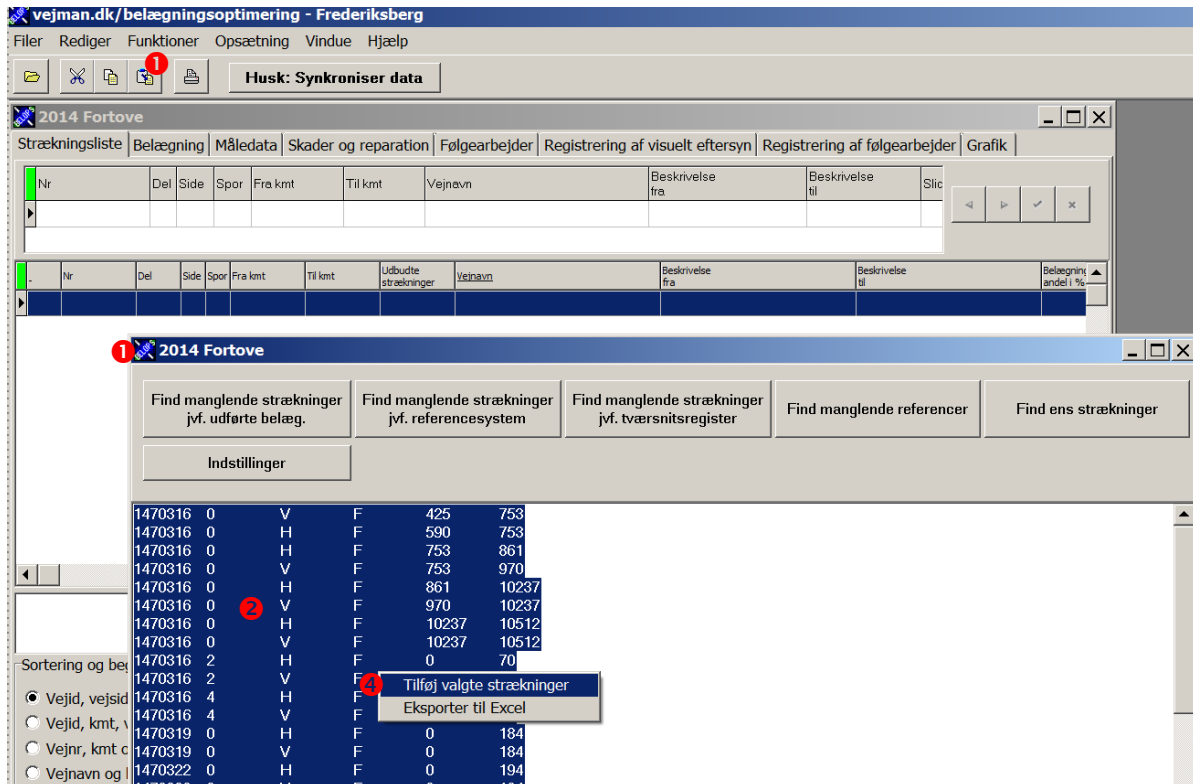 vejman.dk/belægningsoptimering - Frederiksberg
Filer Rediger Funktioner Opsætning Vindue Hjælp
1
Husk: Synkroniser data
BELOPS 2014 Fortove
Strækningsliste Belægning Måledata Skader og reparation Følgearbejder Registrering af visuelt eftersyn Registrering af følgearbejder Grafik
Nr Del Side Spor Fra kmt Til kmt Vejnavn Beskrivelse fra Beskrivelse til Slid
- Nr Del Side Spor Fra kmt Til kmt Udbudte strækninger Vejnavn Beskrivelse fra Beskrivelse til Belægning andel i %
1 BELOPS 2014 Fortove
Find manglende strækninger jvf. udførte belæg. Find manglende strækninger jvf. referencesystem Find manglende strækninger jvf. tværsnitsregister Find manglende referencer Find ens strækninger
Indstillinger
1470316 0 V F 425 753
1470316 0 H F 590 753
1470316 0 H F 753 861
1470316 0 V F 753 970
1470316 0 H F 861 10237
1470316 0 2 V F 970 10237
1470316 0 H F 10237 10512
1470316 0 V F 10237 10512
1470316 2 H F 0 70
1470316 2 V F
4 Tilføj valgte strækninger
1470316 4 H F
Eksporter til Excel
1470316 4 V F
1470319 0 H F 0 184
1470319 0 V F 0 184
1470322 0 H F 0 194
Sortering og beg
Vejid, vejsid
Vejid, kmt, v
Vejnr, kmt o
Vejnavn og